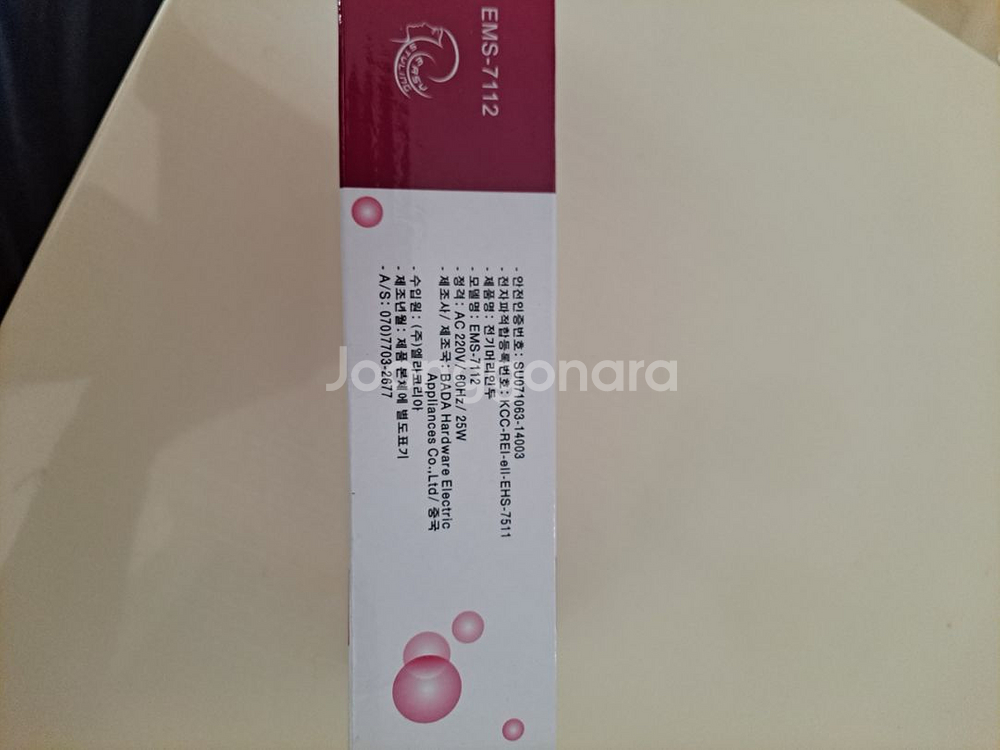 EMS-7112
EASY STYLING
- 안전인증번호 : SU071063-14003
- 전자파적합등록번호 : KCC-REI-ell-EHS-7511
- 제품명 : 전기머리인두
- 모델명 : EMS-7112
- 정격 : AC 220V/ 60Hz/ 25W
- 제조사/ 제조국 : BADA Hardware Electric
Appliances Co.,Ltd/ 중국
- 수입원 : (주)엘라코리아
- 제조년월 : 제품 본체에 별도표기
- A/S : 070)7703-2677
Joonggonara